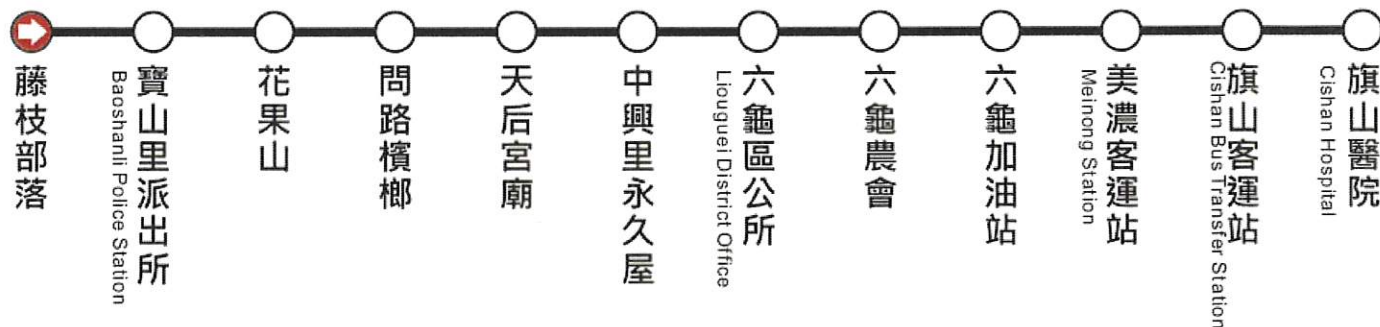 藤枝部落
寶山里派出所
Baoshanli Police Station
花果山
問路檳榔
天后宮廟
中興里永久屋
六龜區公所
Liouguei District Office
六龜農會
六龜加油站
美濃客運站
Meinong Station
旗山客運站
Cishan Bus Transfer Station
旗山醫院
Cishan Hospital